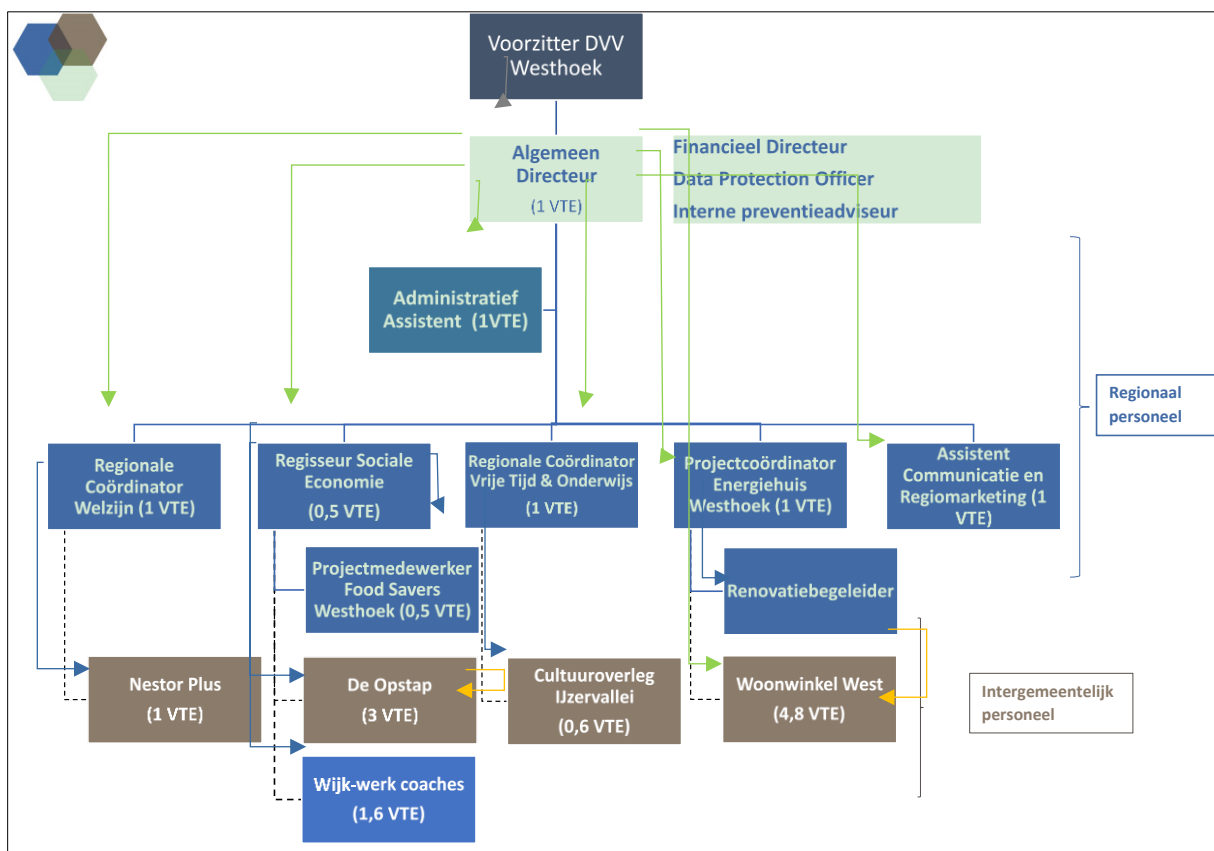 Voorzitter DVV
Westhoek
Algemeen
Directeur
(1 VTE)
Financieel Directeur
Data Protection Officer
Interne preventieadviseur
Administratief
Assistent (1VTE)
Regionaal
personeel
Regionale
Coördinator
Welzijn (1 VTE)
Regisseur Sociale
Economie
(0,5 VTE)
Regionale Coördinator
Vrije Tijd & Onderwijs
(1 VTE)
Projectcoördinator
Energiehuis
Westhoek (1 VTE)
Assistent
Communicatie en
Regiomarketing (1
VTE)
Projectmedewerker
Food Savers
Westhoek (0,5 VTE)
Renovatiebegeleider
Nestor Plus
(1 VTE)
De Opstap
(3 VTE)
Cultuuroverleg
IJzervallei
(0,6 VTE)
Woonwinkel West
(4,8 VTE)
Intergemeentelijk
personeel
Wijk-werk coaches
(1,6 VTE)